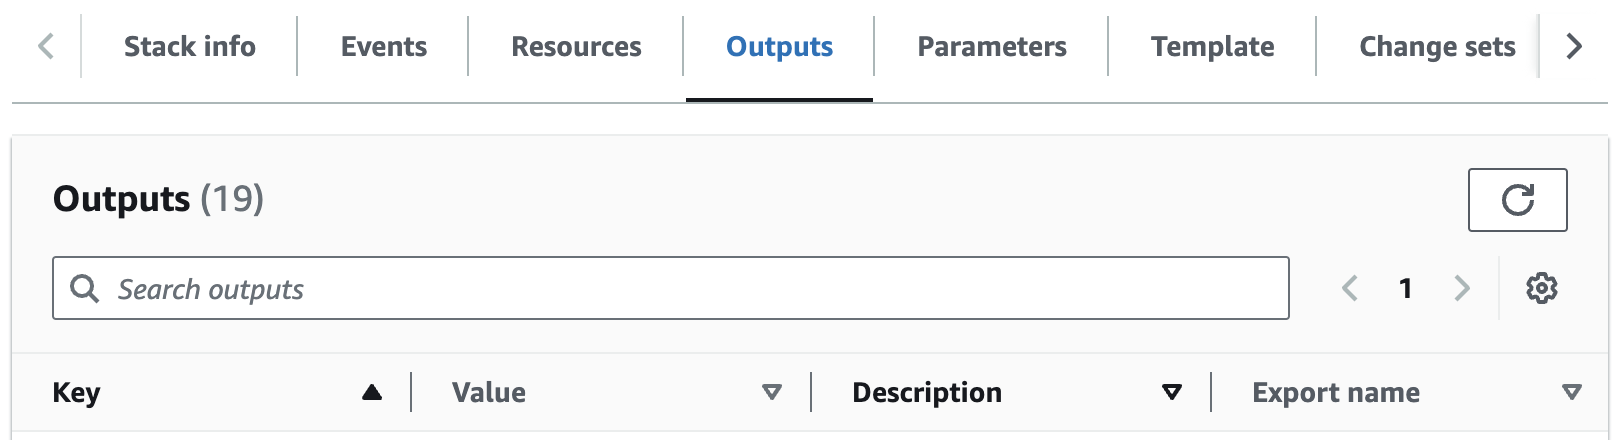 Stack info Events Resources Outputs Parameters Template Change sets
Outputs (19)
Search outputs 1
Key Value Description Export name